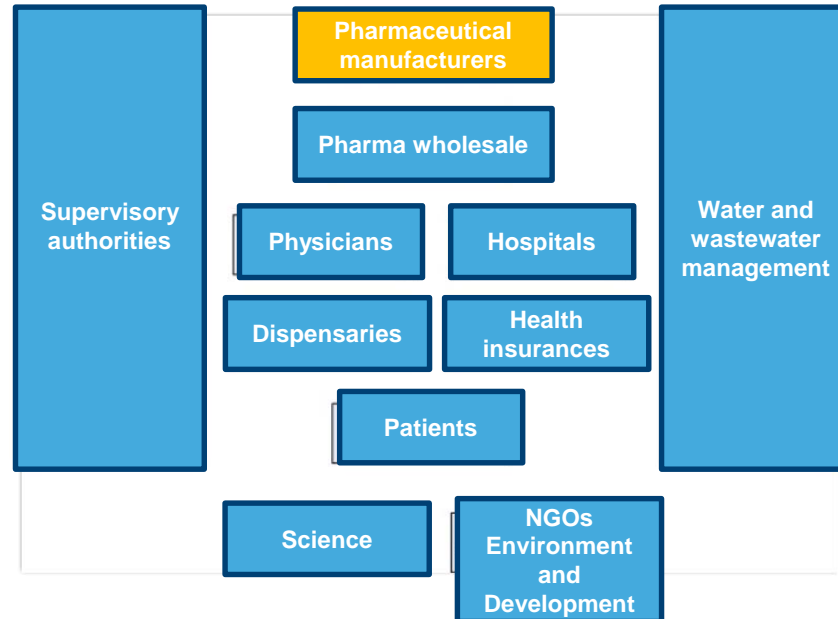 Pharmaceutical
manufacturers
Pharma wholesale
Supervisory
authorities
Physicians
Hospitals
Water and
wastewater
management
Dispensaries
Health
insurances
Patients
Science
NGOs
Environment
and
Development